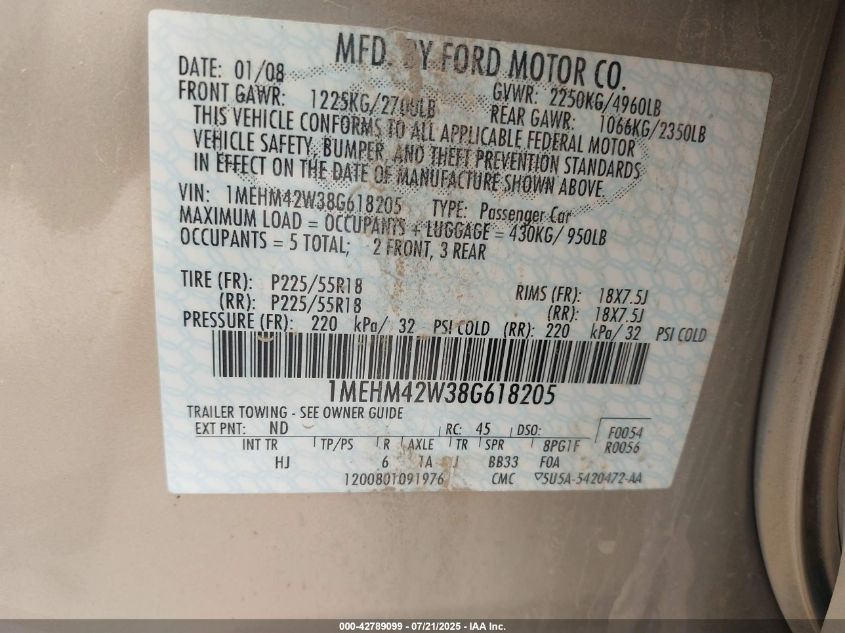 MFD. BY FORD MOTOR CO.
DATE: 01/08 GVWR: 2250KG/4960LB
FRONT GAWR: 1225KG/2700LB REAR GAWR: 1066KG/2350LB
THIS VEHICLE CONFORMS TO ALL APPLICABLE FEDERAL MOTOR
VEHICLE SAFETY, BUMPER, AND THEFT PREVENTION STANDARDS
IN EFFECT ON THE DATE OF MANUFACTURE SHOWN ABOVE.
VIN: 1MEHM42W38G618205 TYPE: Passenger Car
MAXIMUM LOAD = OCCUPANTS + LUGGAGE = 430KG/ 950LB
OCCUPANTS = 5 TOTAL; 2 FRONT, 3 REAR
TIRE (FR): P225/55R18 RIMS (FR): 18X7.5J
(RR): P225/55R18 (RR): 18X7.5J
PRESSURE (FR): 220 kPa/ 32 PSI COLD (RR): 220 kPa/ 32 PSI COLD
1MEHM42W38G618205
TRAILER TOWING - SEE OWNER GUIDE
EXT PNT: ND RC: 45 DSO: F0054
R0056
INT TR TP/PS R AXLE TR SPR 8PG1F
HJ 6 1A J BB33 F0A
1200801091976 CMC ▽5U5A-5420472-AA
000-42789099 - 07/21/2025 - IAA Inc.